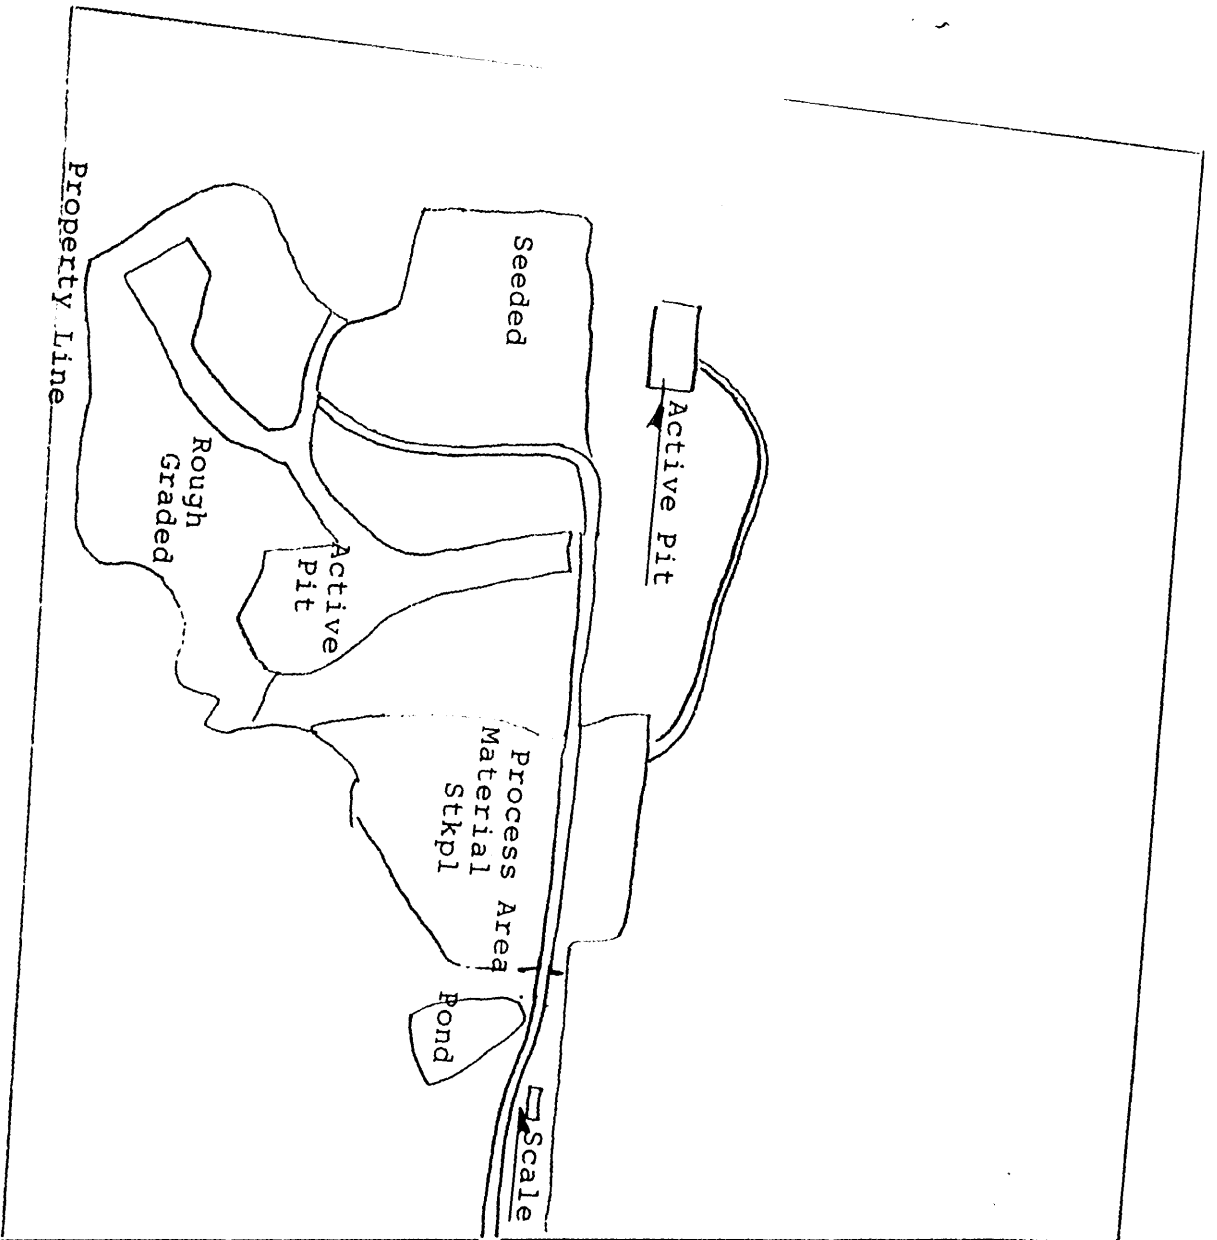 Property Line
Seeded
Active Pit
Rough
Graded
Active
Pit
Process Area
Material
Stkpl
Pond
Scale